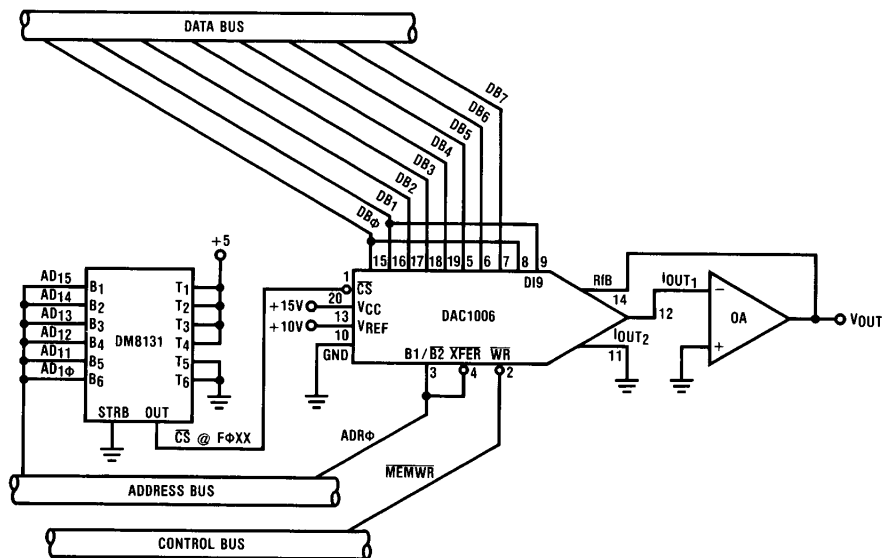 DATA BUS
DB7
DB6
DB5
DB4
DB3
DB2
DB1
DBΦ
+5
15 16 17 18 19 5 6 7 8 9
DI9
1
CS
RfB
14
IOUT1
12
AD15
AD14
AD13
AD12
AD11
AD1Φ
B1
B2
B3
B4
B5
B6
T1
T2
T3
T4
T5
T6
DM8131
STRB OUT
+15V
20
VCC
+10V
13
VREF
10
GND
DAC1006
B1/B2 XFER WR
3 4 2
IOUT2
11
−
+
OA
VOUT
CS @ FΦXX
ADRΦ
MEMWR
ADDRESS BUS
CONTROL BUS